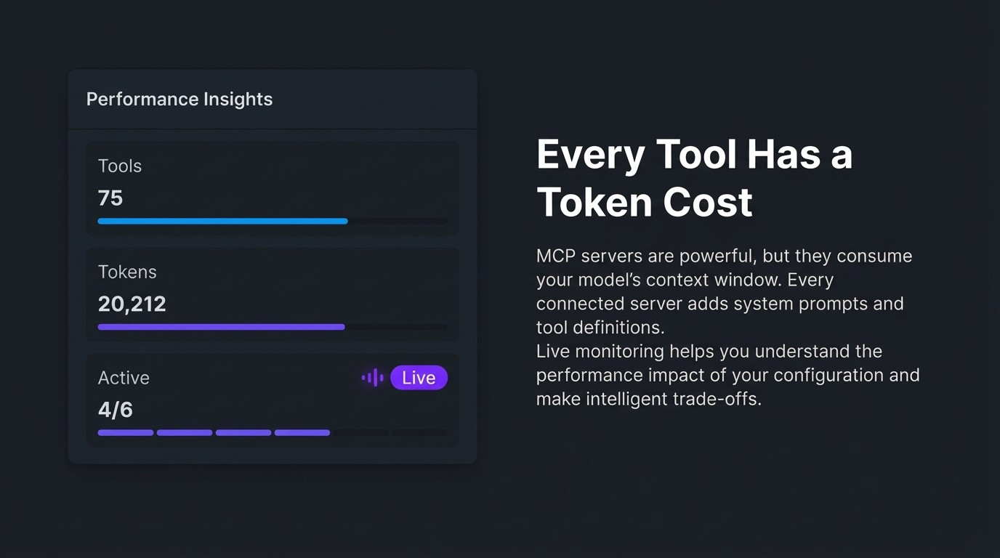 Performance Insights
Tools
75
Tokens
20,212
Active
Live
4/6
Every Tool Has a
Token Cost
MCP servers are powerful, but they consume
your model’s context window. Every
connected server adds system prompts and
tool definitions.
Live monitoring helps you understand the
performance impact of your configuration and
make intelligent trade-offs.